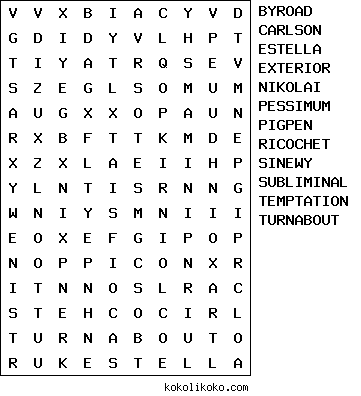 V V X B I A C Y V D
G D I D Y V L H P T
T I Y A T R Q S E V
S Z E G L S O M U M
A U G X X O P A U N
R X B F T T K M D E
X Z X L A E I I H P
Y L N T I S R N N G
W N I Y S M N I I I
E O X E F G I P O P
N O P P I C O N X R
I T N N O S L R A C
S T E H C O C I R L
T U R N A B O U T O
R U K E S T E L L A
BYROAD
CARLSON
ESTELLA
EXTERIOR
NIKOLAI
PESSIMUM
PIGPEN
RICOCHET
SINEWY
SUBLIMINAL
TEMPTATION
TURNABOUT
kokolikoko.com